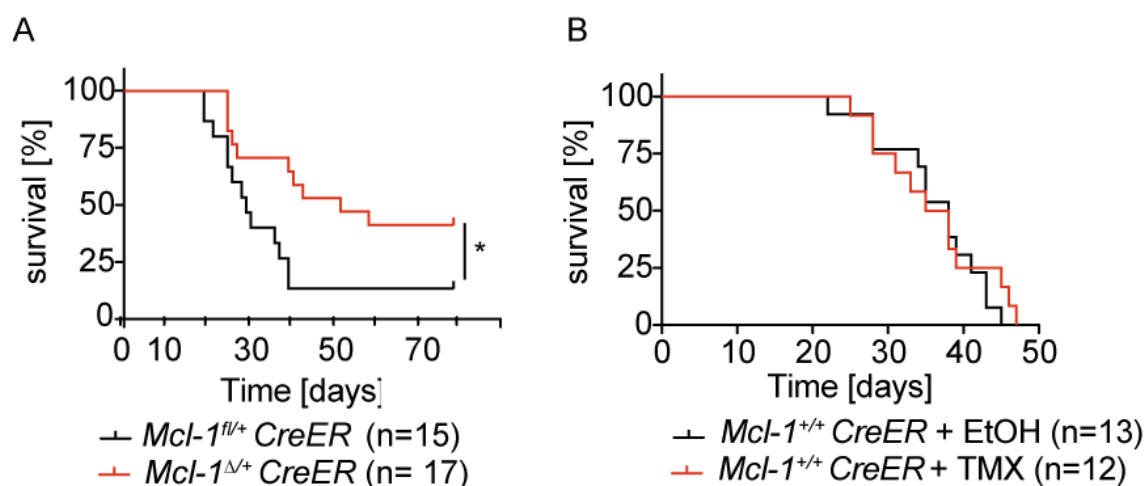 A
survival [%]
100
75
50
25
0
*
0 10 30 50 70
Time [days]
Mcl-1fl/+ CreER (n=15)
Mcl-1Δ/+ CreER (n= 17)
B
survival [%]
100
75
50
25
0
0 10 20 30 40 50
Time [days]
Mcl-1+/+ CreER + EtOH (n=13)
Mcl-1+/+ CreER + TMX (n=12)